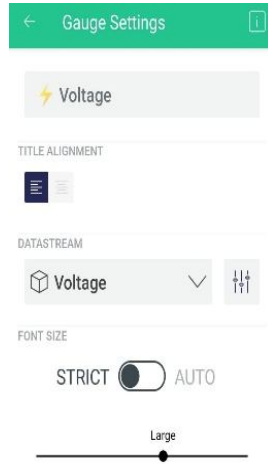 Gauge Settings
⚡ Voltage
TITLE ALIGNMENT
DATASTREAM
Voltage
FONT SIZE
STRICT AUTO
Large